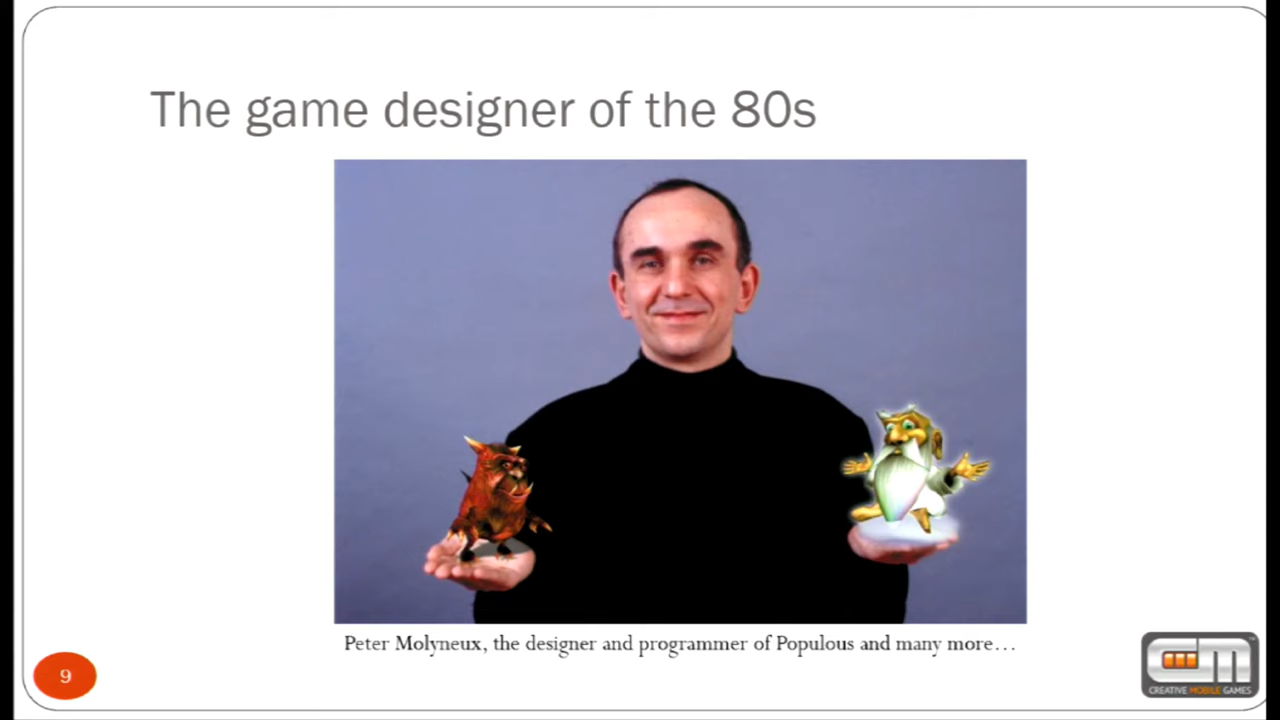 The game designer of the 80s
Peter Molyneux, the designer and programmer of Populous and many more...
9
CM
CREATIVE MOBILE GAMES